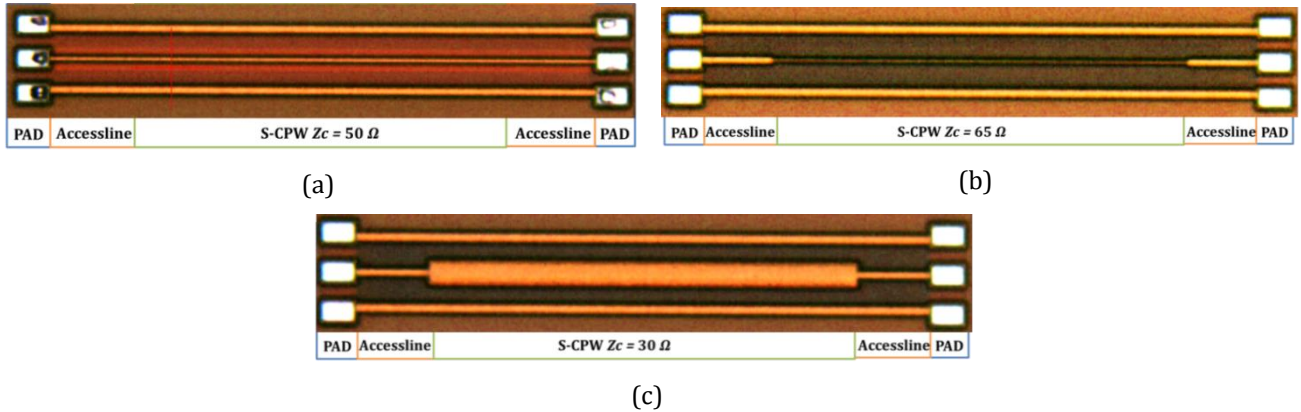 PAD Accessline S-CPW Zc = 50 Ω Accessline PAD
(a)
PAD Accessline S-CPW Zc = 65 Ω Accessline PAD
(b)
PAD Accessline S-CPW Zc = 30 Ω Accessline PAD
(c)